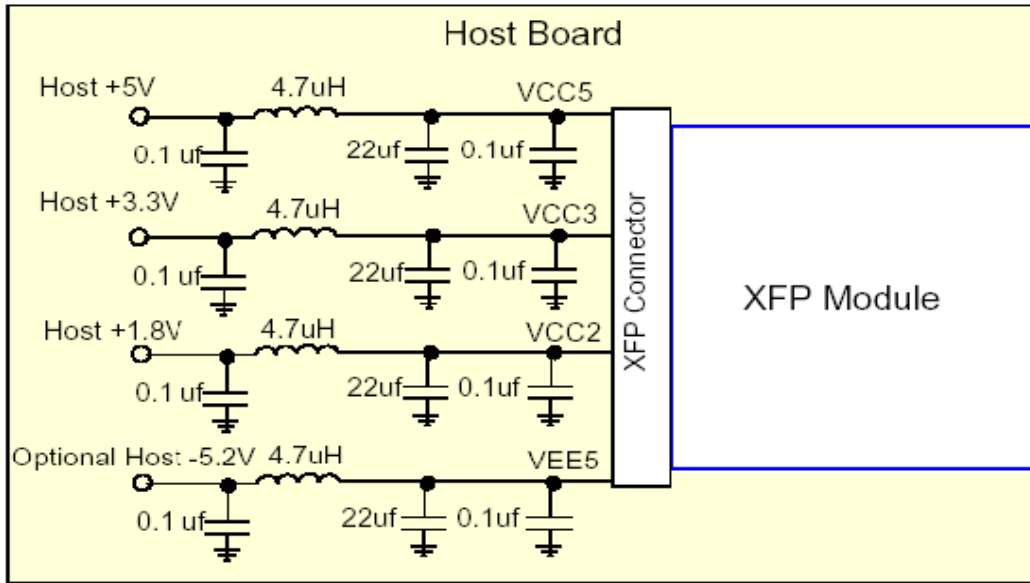 Host Board
Host +5V
4.7uH
VCC5
0.1 uf
22uf
0.1uf
Host +3.3V
4.7uH
VCC3
0.1 uf
22uf
0.1uf
Host +1.8V
4.7uH
VCC2
0.1 uf
22uf
0.1uf
Optional Host -5.2V
4.7uH
VEE5
0.1 uf
22uf
0.1uf
XFP Connector
XFP Module